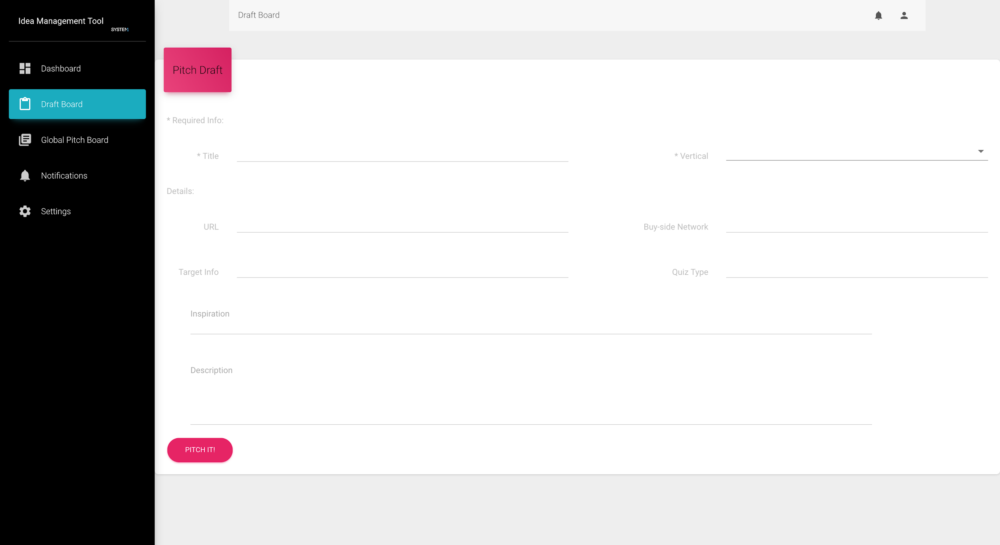 Idea Management Tool
SYSTEM1
Dashboard
Draft Board
Global Pitch Board
Notifications
Settings
Draft Board
Pitch Draft
* Required Info:
* Title
* Vertical
Details:
URL
Buy-side Network
Target Info
Quiz Type
Inspiration
Description
PITCH IT!